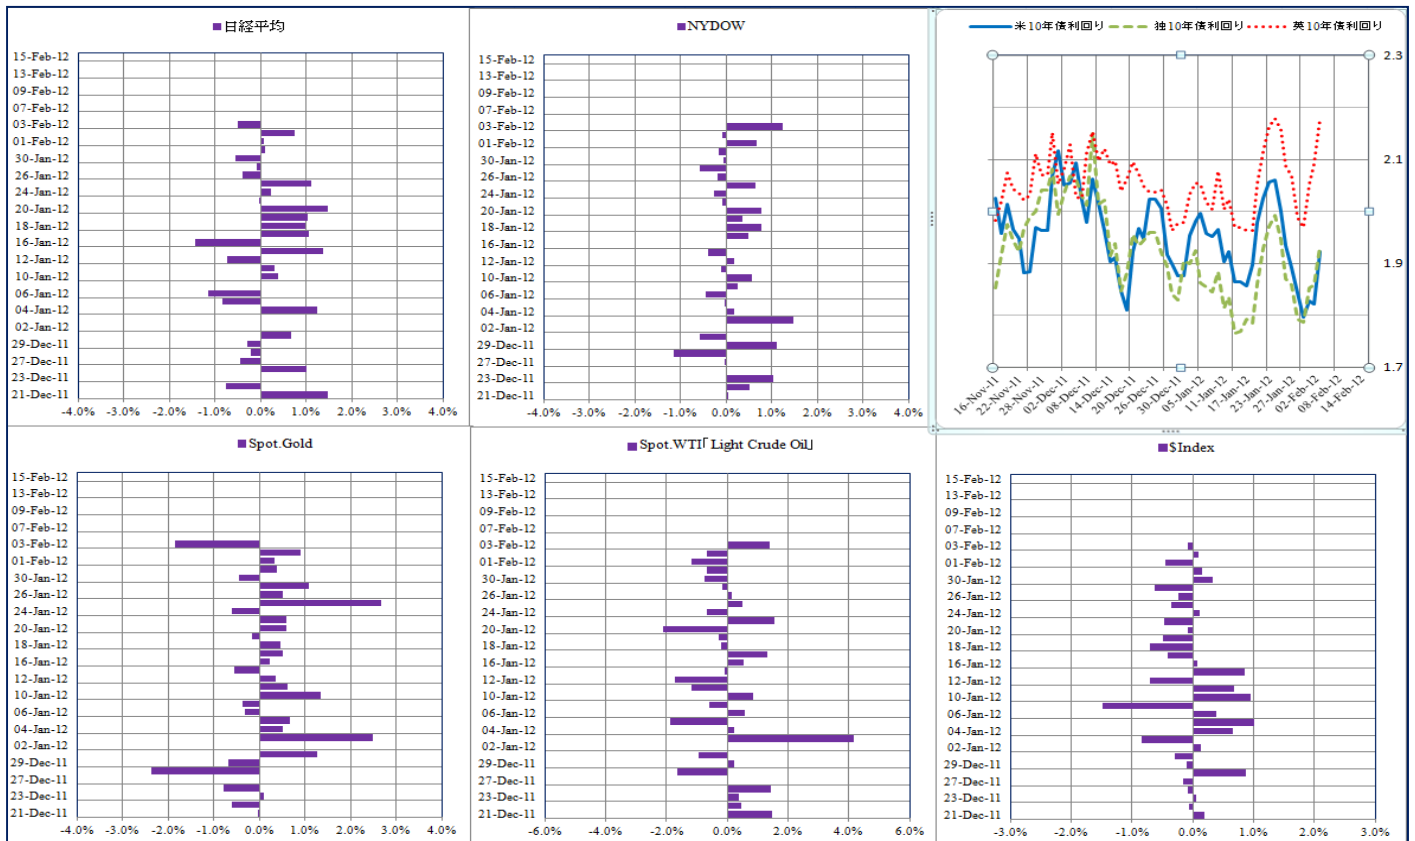 日経平均
15-Feb-12
13-Feb-12
09-Feb-12
07-Feb-12
03-Feb-12
01-Feb-12
30-Jan-12
26-Jan-12
24-Jan-12
20-Jan-12
18-Jan-12
16-Jan-12
12-Jan-12
10-Jan-12
06-Jan-12
04-Jan-12
02-Jan-12
29-Dec-11
27-Dec-11
23-Dec-11
21-Dec-11
-4.0% -3.0% -2.0% -1.0% 0.0% 1.0% 2.0% 3.0% 4.0%
NYDOW
15-Feb-12
13-Feb-12
09-Feb-12
07-Feb-12
03-Feb-12
01-Feb-12
30-Jan-12
26-Jan-12
24-Jan-12
20-Jan-12
18-Jan-12
16-Jan-12
12-Jan-12
10-Jan-12
06-Jan-12
04-Jan-12
02-Jan-12
29-Dec-11
27-Dec-11
23-Dec-11
21-Dec-11
-4.0% -3.0% -2.0% -1.0% 0.0% 1.0% 2.0% 3.0% 4.0%
米10年債利回り 独10年債利回り 英10年債利回り
2.3
2.1
1.9
1.7
16-Nov-11 22-Nov-11 28-Nov-11 02-Dec-11 08-Dec-11 14-Dec-11 20-Dec-11 26-Dec-11 30-Dec-11 05-Jan-12 11-Jan-12 17-Jan-12 23-Jan-12 27-Jan-12 02-Feb-12 08-Feb-12 14-Feb-12
Spot.Gold
15-Feb-12
13-Feb-12
09-Feb-12
07-Feb-12
03-Feb-12
01-Feb-12
30-Jan-12
26-Jan-12
24-Jan-12
20-Jan-12
18-Jan-12
16-Jan-12
12-Jan-12
10-Jan-12
06-Jan-12
04-Jan-12
02-Jan-12
29-Dec-11
27-Dec-11
23-Dec-11
21-Dec-11
-4.0% -3.0% -2.0% -1.0% 0.0% 1.0% 2.0% 3.0% 4.0%
Spot.WTI「Light Crude Oil」
15-Feb-12
13-Feb-12
09-Feb-12
07-Feb-12
03-Feb-12
01-Feb-12
30-Jan-12
26-Jan-12
24-Jan-12
20-Jan-12
18-Jan-12
16-Jan-12
12-Jan-12
10-Jan-12
06-Jan-12
04-Jan-12
02-Jan-12
29-Dec-11
27-Dec-11
23-Dec-11
21-Dec-11
-6.0% -4.0% -2.0% 0.0% 2.0% 4.0% 6.0%
$Index
15-Feb-12
13-Feb-12
09-Feb-12
07-Feb-12
03-Feb-12
01-Feb-12
30-Jan-12
26-Jan-12
24-Jan-12
20-Jan-12
18-Jan-12
16-Jan-12
12-Jan-12
10-Jan-12
06-Jan-12
04-Jan-12
02-Jan-12
29-Dec-11
27-Dec-11
23-Dec-11
21-Dec-11
-3.0% -2.0% -1.0% 0.0% 1.0% 2.0% 3.0%